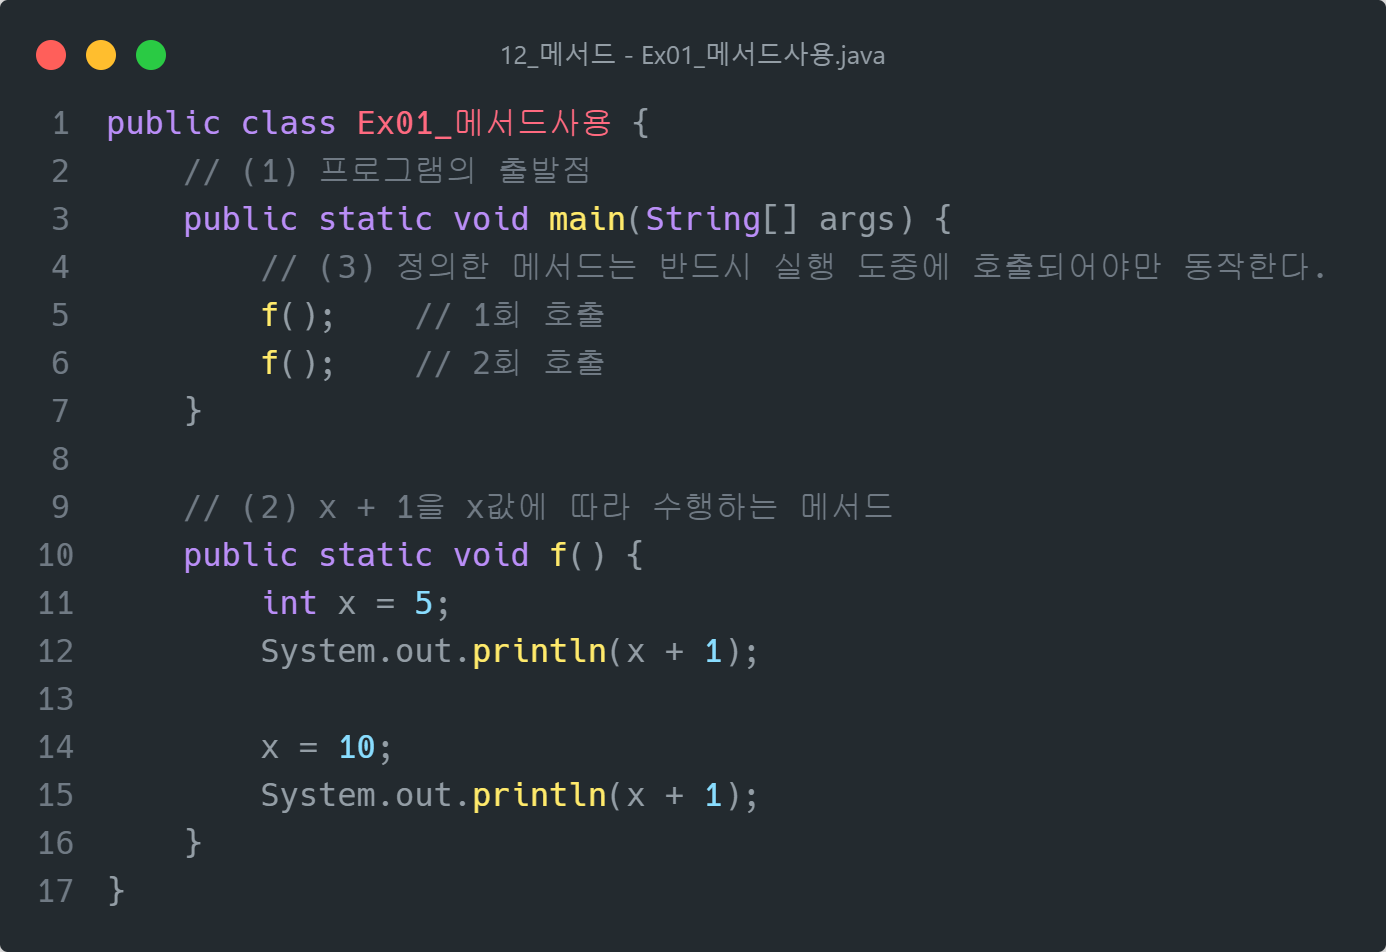 12_메서드 - Ex01_메서드사용.java
1 public class Ex01_메서드사용 {
2     // (1) 프로그램의 출발점
3     public static void main(String[] args) {
4         // (3) 정의한 메서드는 반드시 실행 도중에 호출되어야만 동작한다.
5         f();    // 1회 호출
6         f();    // 2회 호출
7     }
8
9     // (2) x + 1을 x값에 따라 수행하는 메서드
10     public static void f() {
11         int x = 5;
12         System.out.println(x + 1);
13
14         x = 10;
15         System.out.println(x + 1);
16     }
17 }